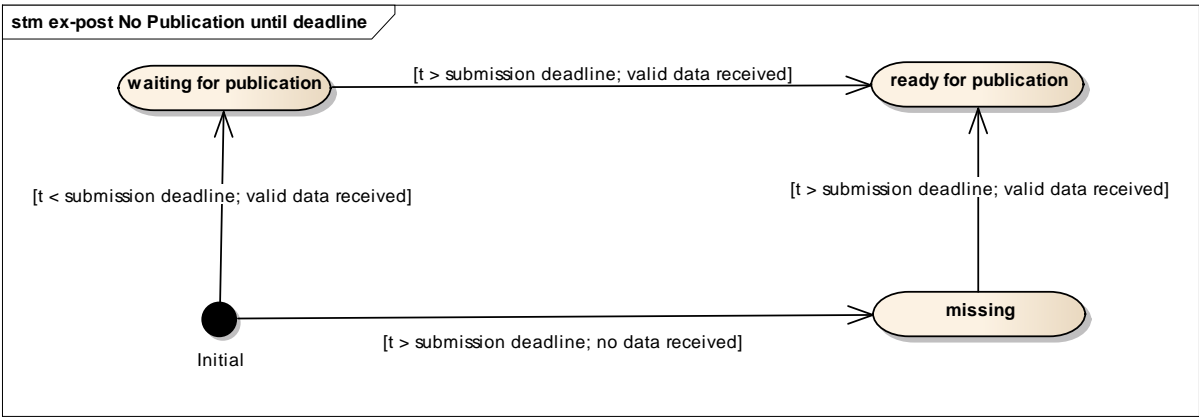 stm ex-post No Publication until deadline
waiting for publication
[t > submission deadline; valid data received]
ready for publication
[t < submission deadline; valid data received]
[t > submission deadline; valid data received]
missing
[t > submission deadline; no data received]
Initial